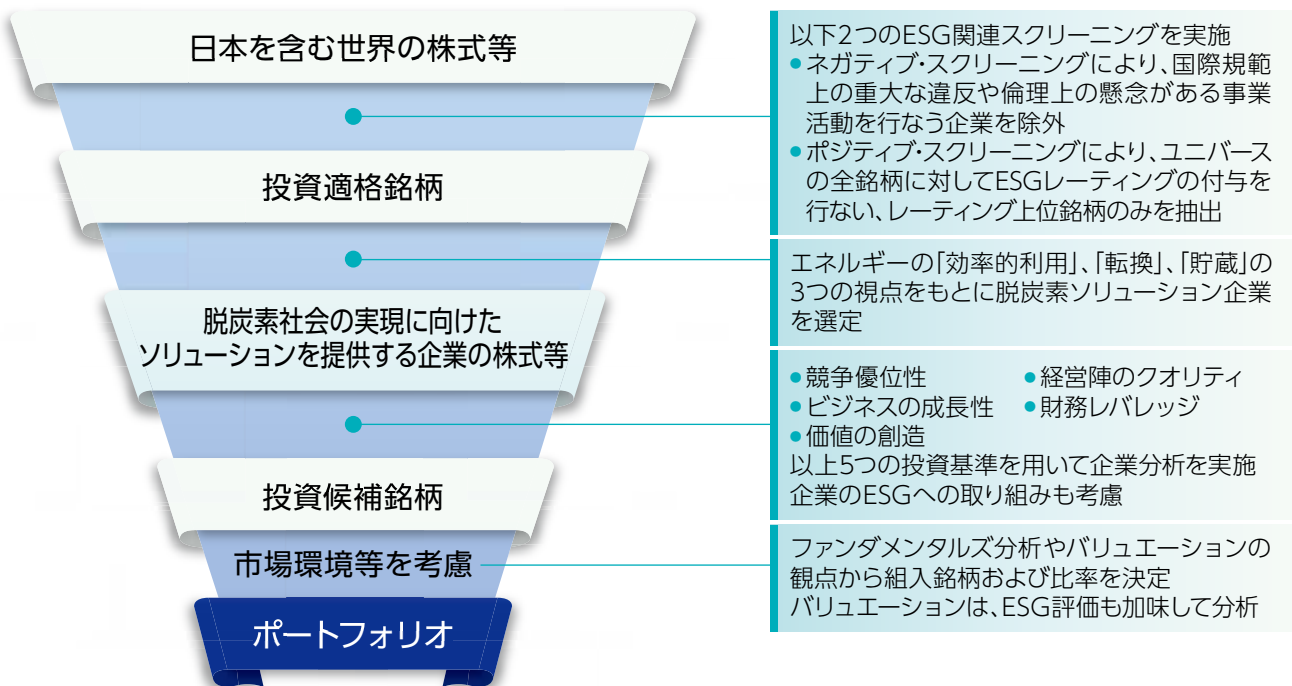 日本を含む世界の株式等
以下2つのESG関連スクリーニングを実施
●ネガティブ・スクリーニングにより、国際規範
上の重大な違反や倫理上の懸念がある事業
活動を行なう企業を除外
●ポジティブ・スクリーニングにより、ユニバース
の全銘柄に対してESGレーティングの付与を
行ない、レーティング上位銘柄のみを抽出
投資適格銘柄
エネルギーの「効率的利用」、「転換」、「貯蔵」の
3つの視点をもとに脱炭素ソリューション企業
を選定
脱炭素社会の実現に向けた
ソリューションを提供する企業の株式等
●競争優位性 ●経営陣のクオリティ
●ビジネスの成長性 ●財務レバレッジ
●価値の創造
以上5つの投資基準を用いて企業分析を実施
企業のESGへの取り組みも考慮
投資候補銘柄
市場環境等を考慮
ファンダメンタルズ分析やバリュエーションの
観点から組入銘柄および比率を決定
バリュエーションは、ESG評価も加味して分析
ポートフォリオ